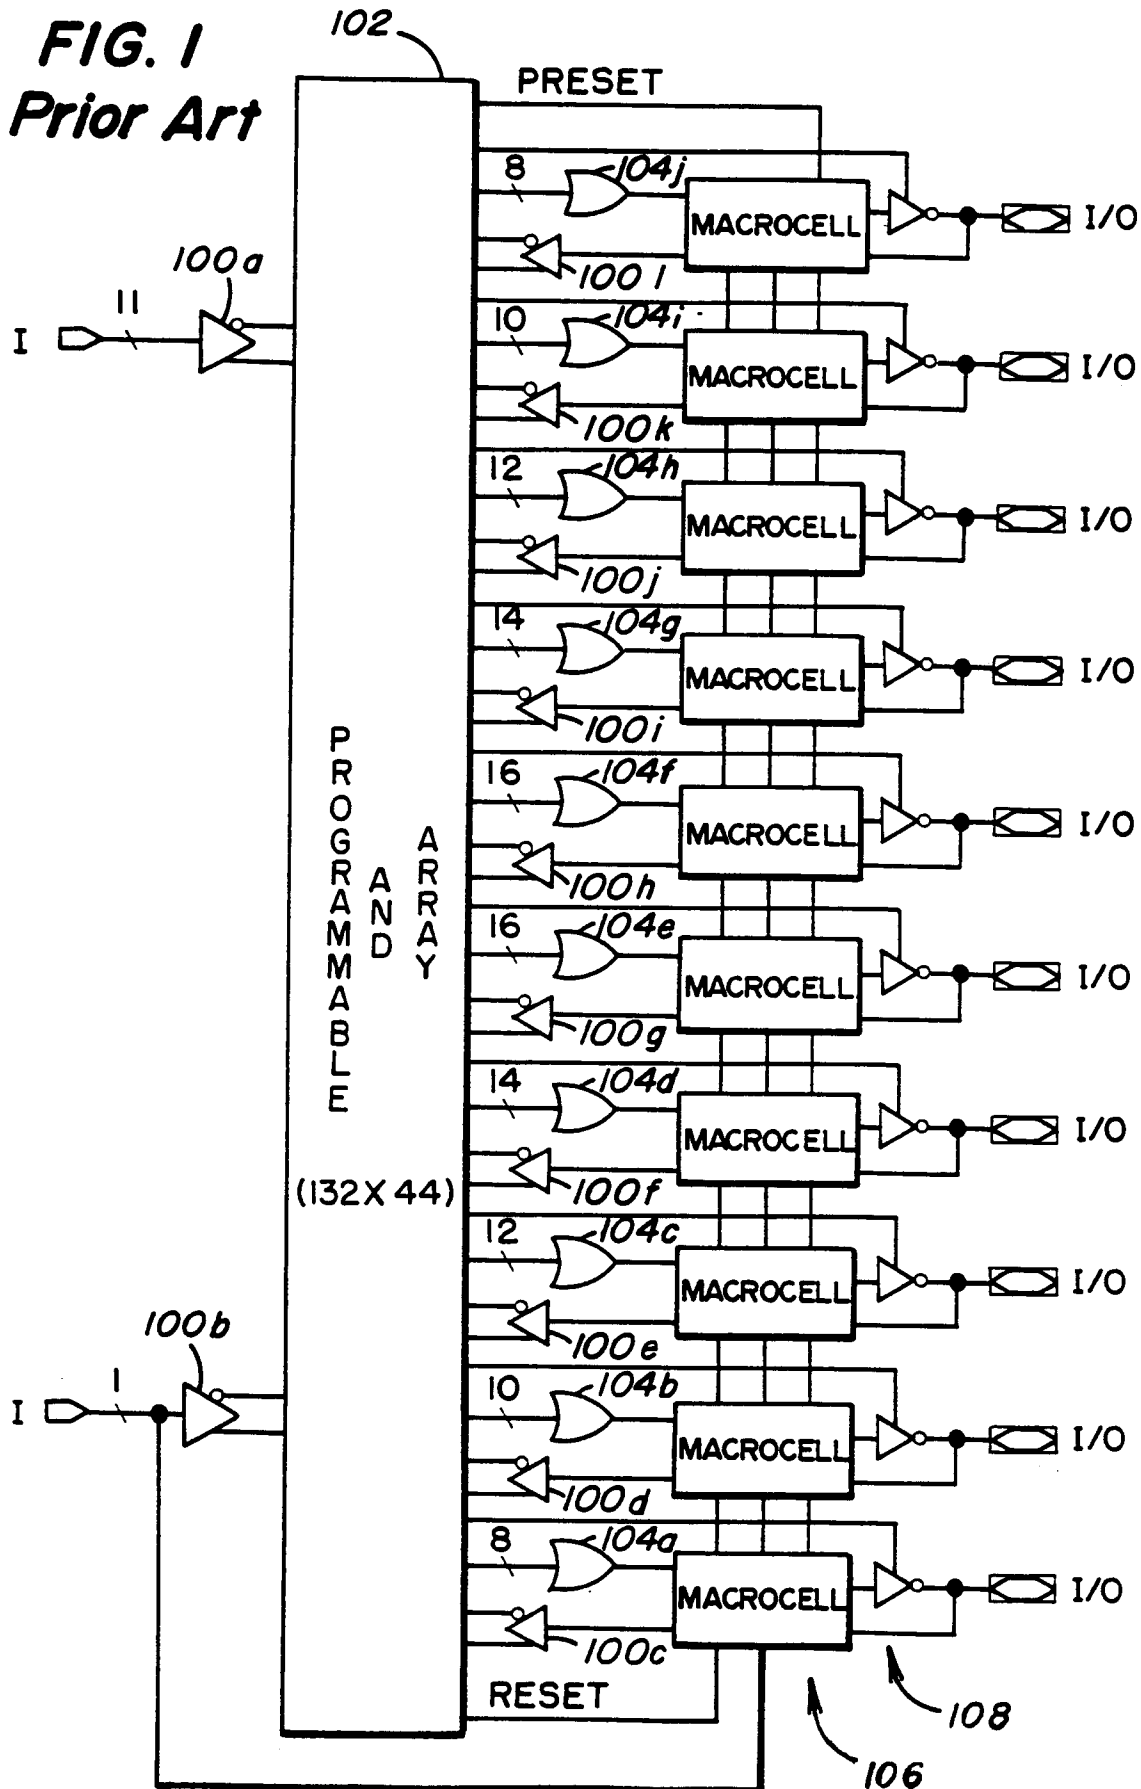 FIG. 1
Prior Art
102
PRESET
8
104j
MACROCELL
I/O
100l
100a
11
I
10
104i
MACROCELL
I/O
100k
12
104h
MACROCELL
I/O
100j
14
104g
MACROCELL
I/O
100i
16
104f
MACROCELL
I/O
100h
PROGRAMMABLE
AND
ARRAY
16
104e
MACROCELL
I/O
100g
14
104d
MACROCELL
I/O
100f
(132X44)
12
104c
MACROCELL
I/O
100e
100b
1
I
10
104b
MACROCELL
I/O
100d
8
104a
MACROCELL
I/O
100c
RESET
108
106